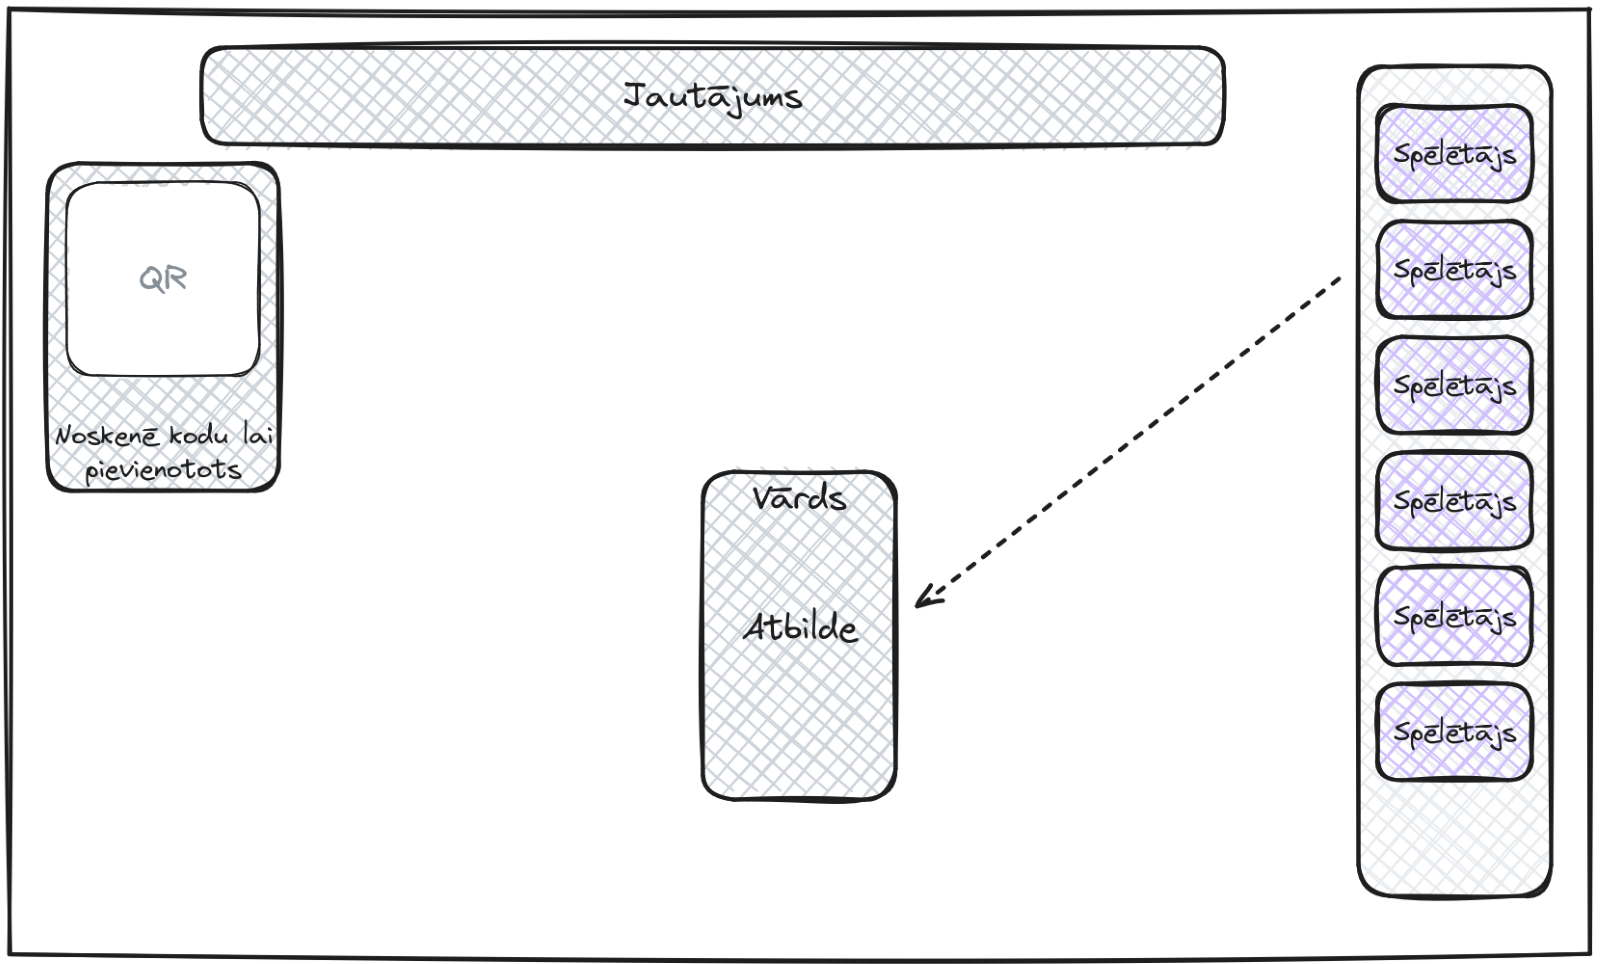 Jautājums
QR
Noskenē kodu lai
pievienotots
Vārds
Atbilde
Spēlētājs
Spēlētājs
Spēlētājs
Spēlētājs
Spēlētājs
Spēlētājs